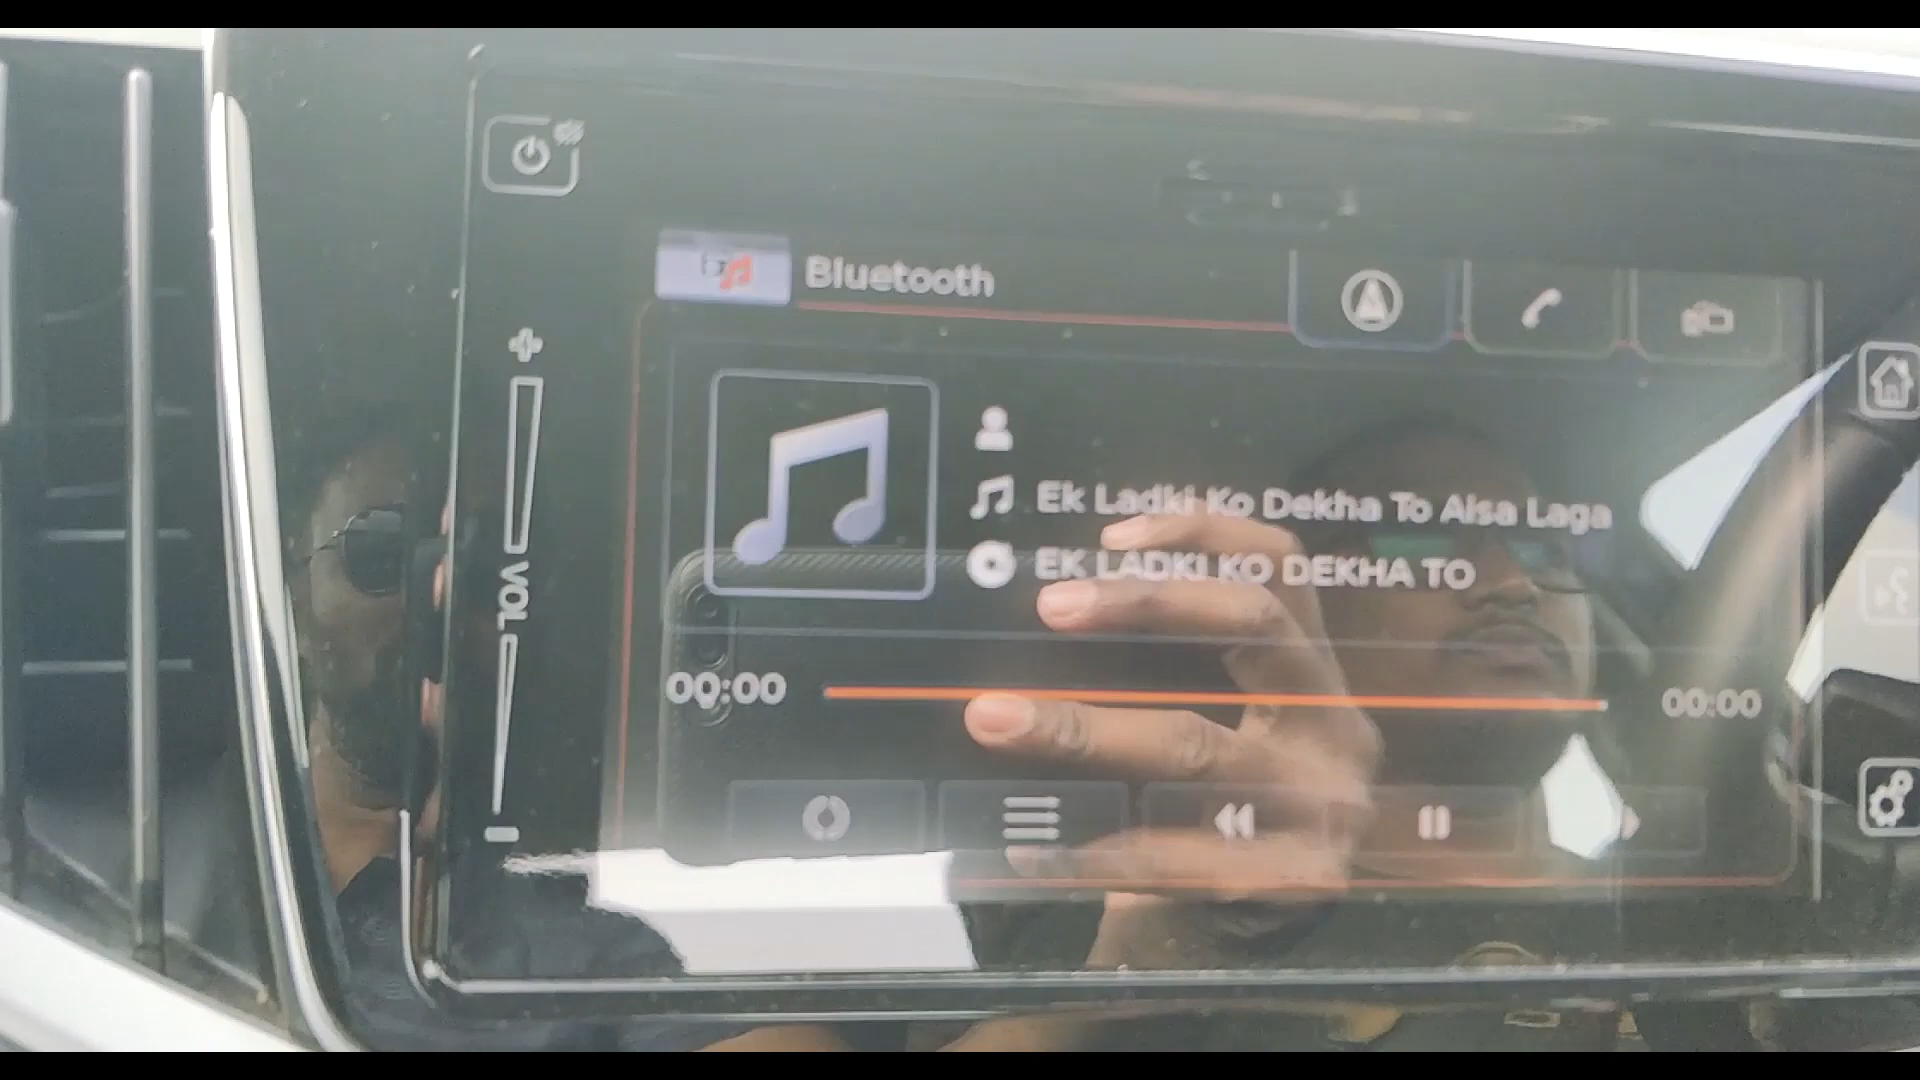 Bluetooth
Ek Ladki Ko Dekha To Aisa Laga
EK LADKI KO DEKHA TO
VOL
00:00
00:00